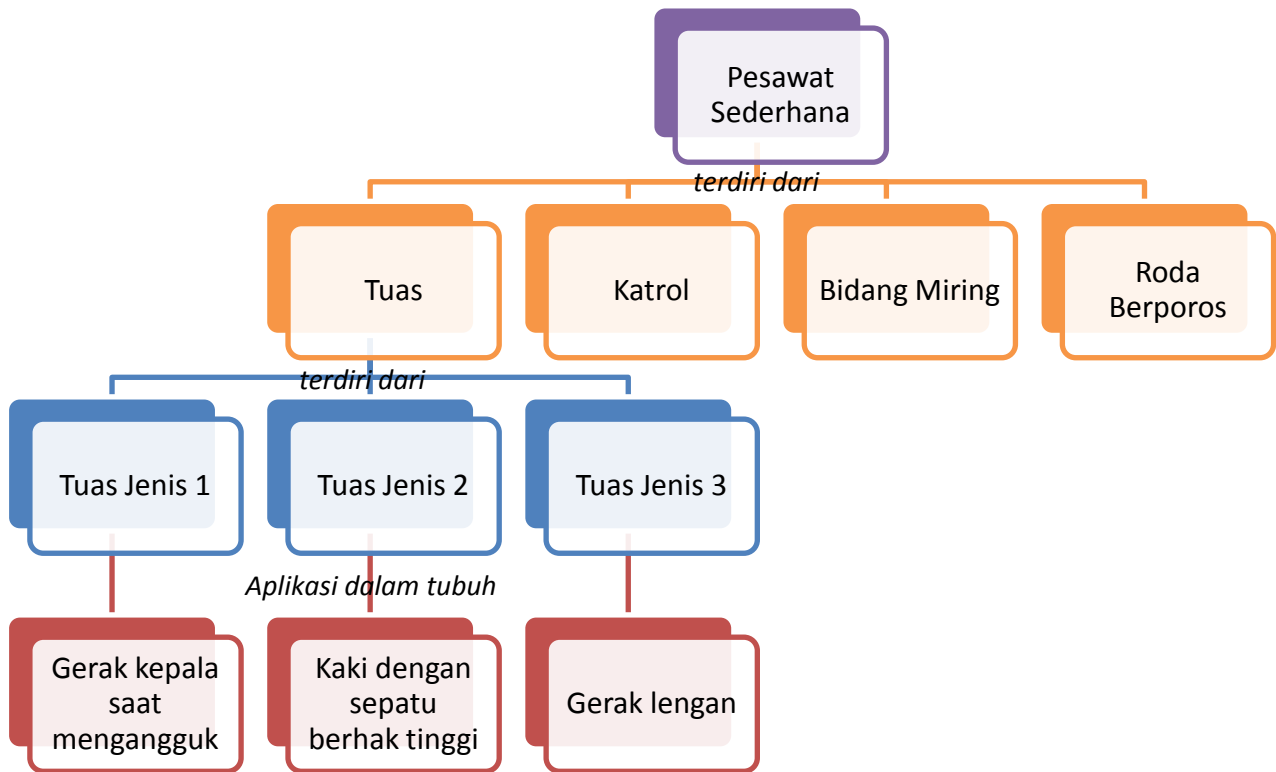 Pesawat
Sederhana
terdiri dari
Tuas
Katrol
Bidang Miring
Roda
Berporos
terdiri dari
Tuas Jenis 1
Tuas Jenis 2
Tuas Jenis 3
Aplikasi dalam tubuh
Gerak kepala
saat
mengangguk
Kaki dengan
sepatu
berhak tinggi
Gerak lengan